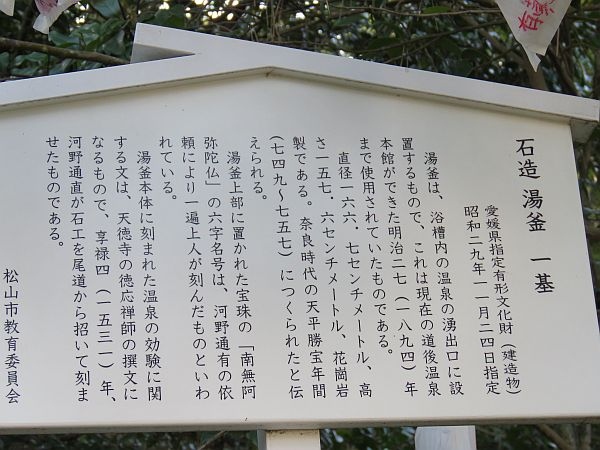 石造 湯釜 一基
愛媛県指定有形文化財（建造物）
昭和二九年一一月二四日指定
湯釜は、浴槽内の温泉の湧出口に設
置するもので、これは現在の道後温泉
本館ができた明治二七（一八九四）年
まで使用されていたものである。
直径一六六．七センチメートル、高
さ一五七．六センチメートル、花崗岩
製である。奈良時代の天平勝宝年間
（七四九～七五七）につくられたと伝
えられる。
湯釜上部に置かれた宝珠の「南無阿
弥陀仏」の六字名号は、河野通有の依
頼により一遍上人が刻んだものといわ
れている。
湯釜本体に刻まれた温泉の効験に関
する文は、天徳寺の徳応禅師の撰文に
なるもので、享禄四（一五三一）年、
河野通直が石工を尾道から招いて刻ま
せたものである。
松山市教育委員会